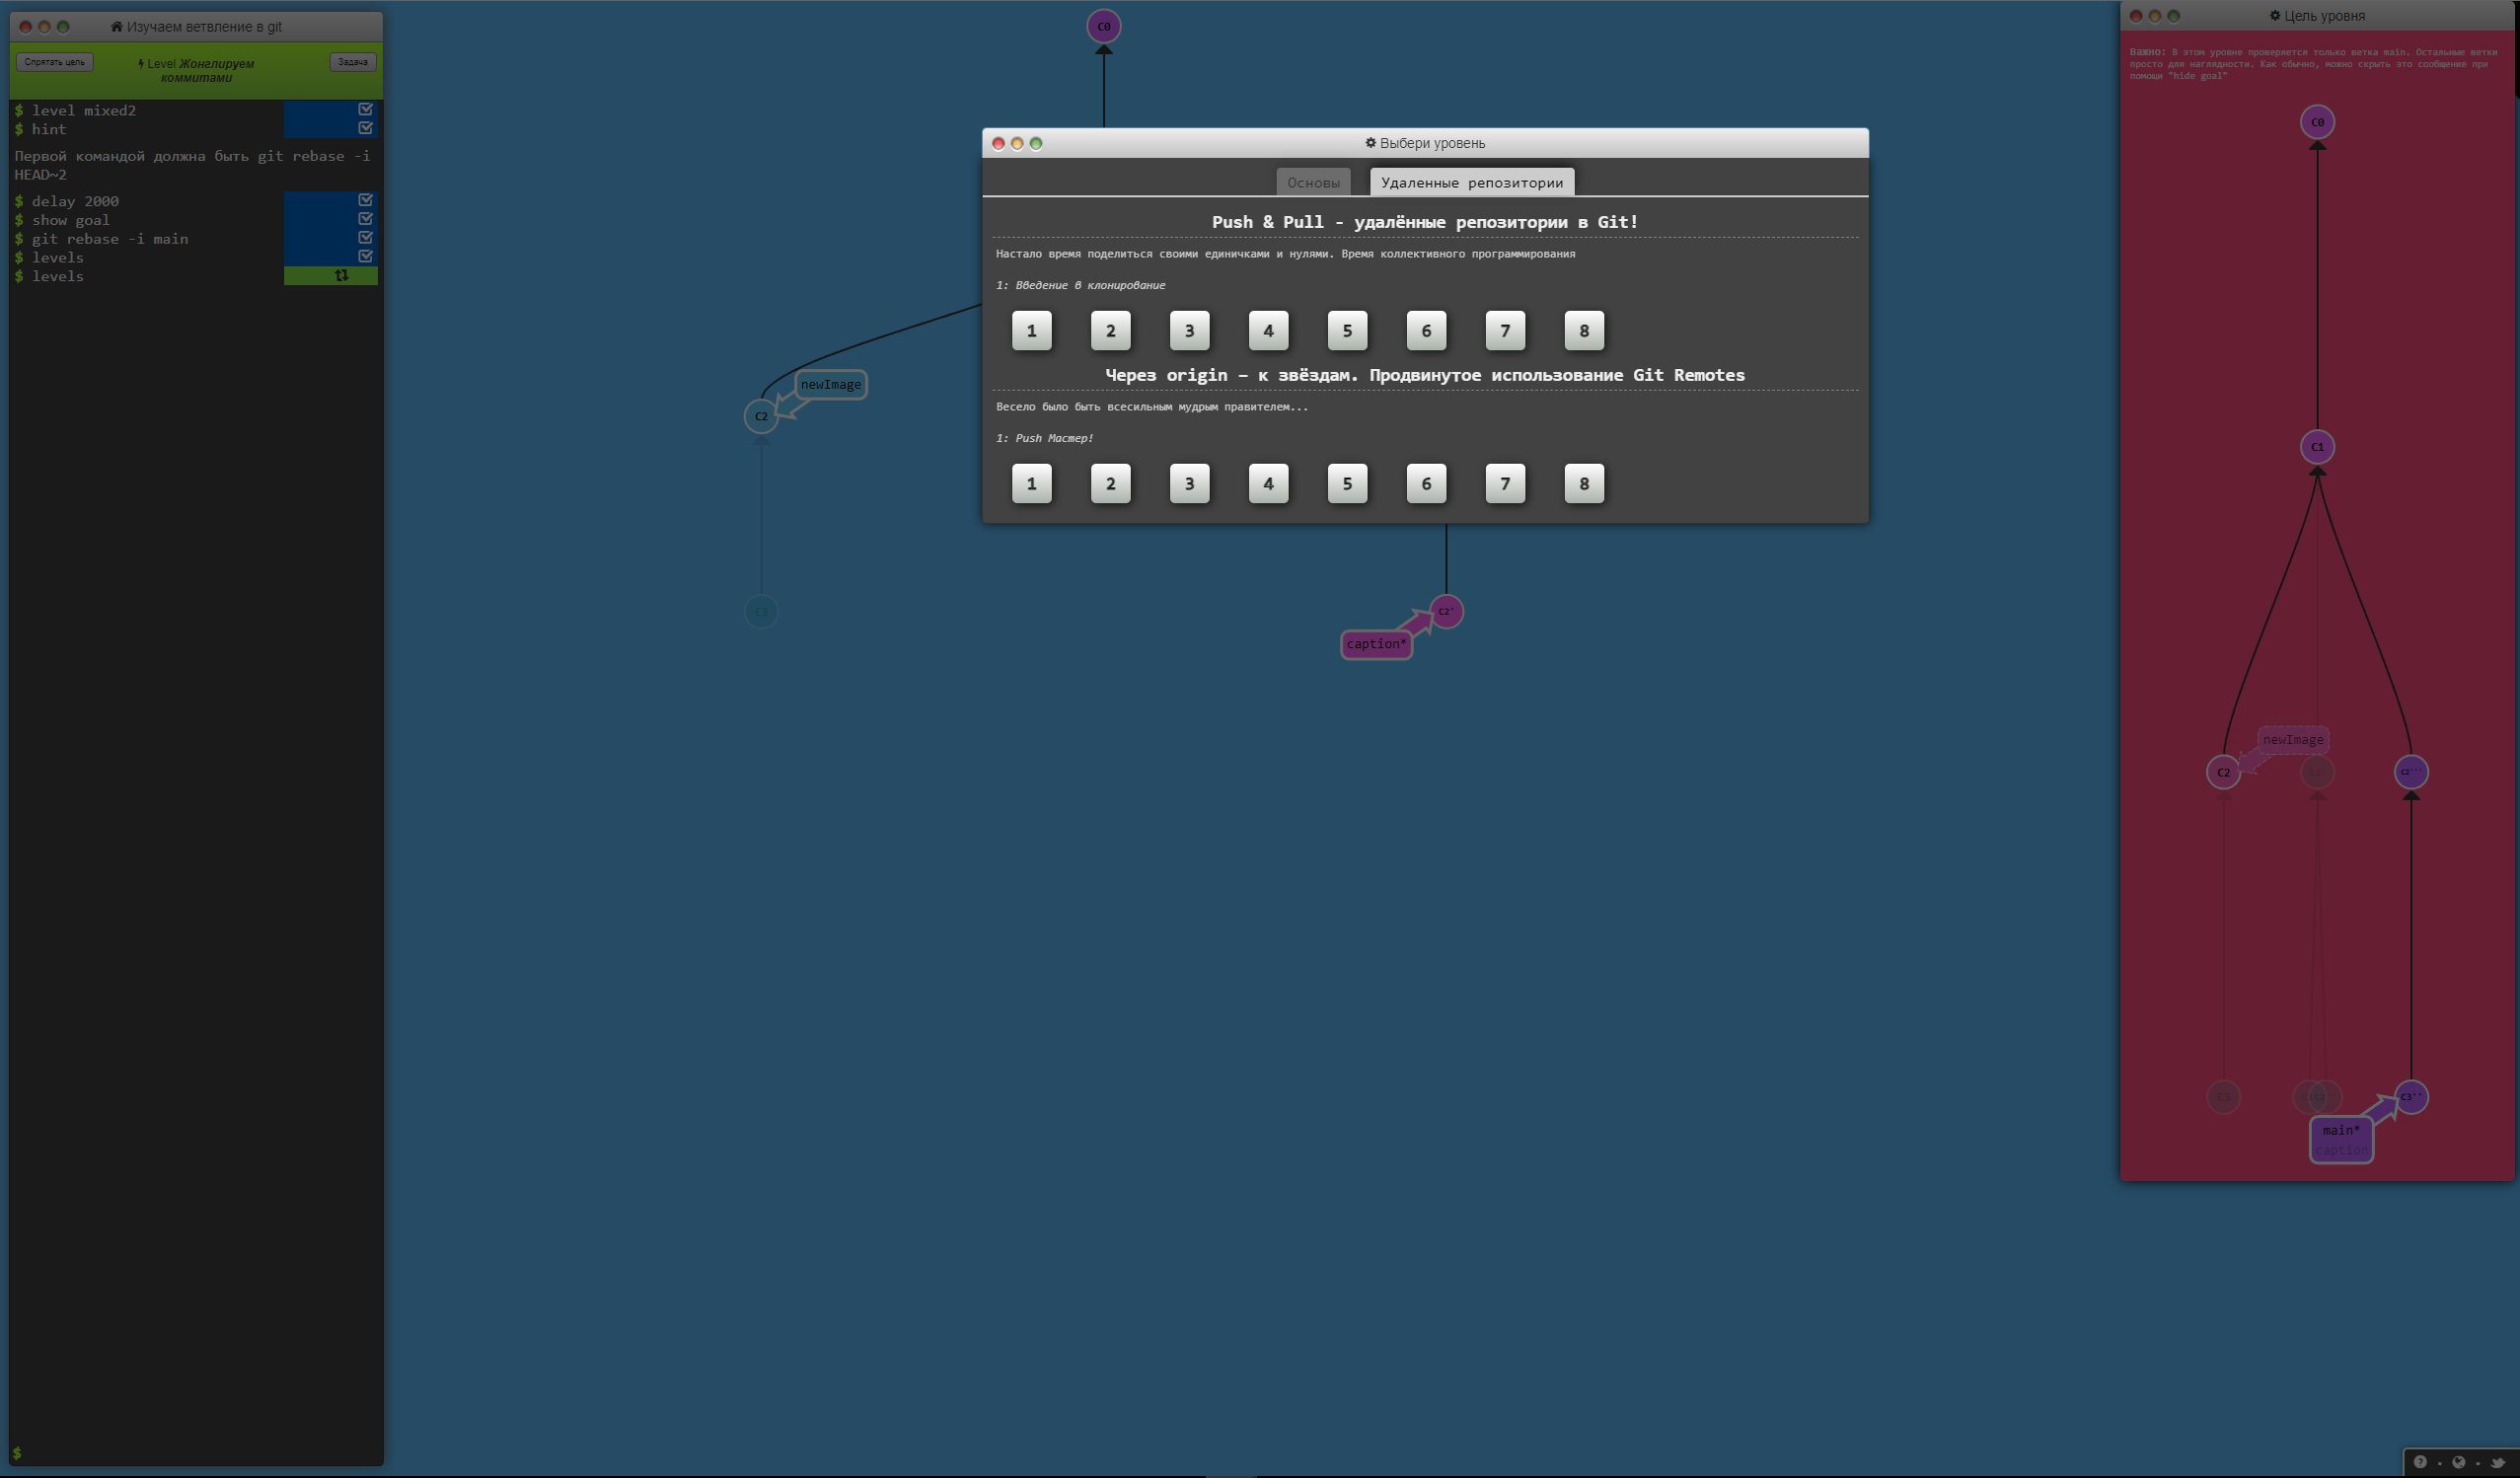 Изучаем ветвление в git
Спрятать цель
Level Жонглируем
коммитами
Задача
$ level mixed2
$ hint
Первой командой должна быть git rebase -i
HEAD~2
$ delay 2000
$ show goal
$ git rebase -i main
$ levels
$ levels
$
C0
newImage
C2
C3
C2'
caption*
Выбери уровень
Основы
Удаленные репозитории
Push & Pull - удалённые репозитории в Git!
Настало время поделиться своими единичками и нулями. Время коллективного программирования
1: Введение в клонирование
1 2 3 4 5 6 7 8
Через origin – к звёздам. Продвинутое использование Git Remotes
Весело было быть всесильным мудрым правителем...
1: Push Мастер!
1 2 3 4 5 6 7 8
Цель уровня
Важно: В этом уровне проверяется только ветка main. Остальные ветки
просто для наглядности. Как обычно, можно скрыть это сообщение при
помощи "hide goal"
C0
C1
newImage
C2
C2'''
C3
C3''
main*
caption